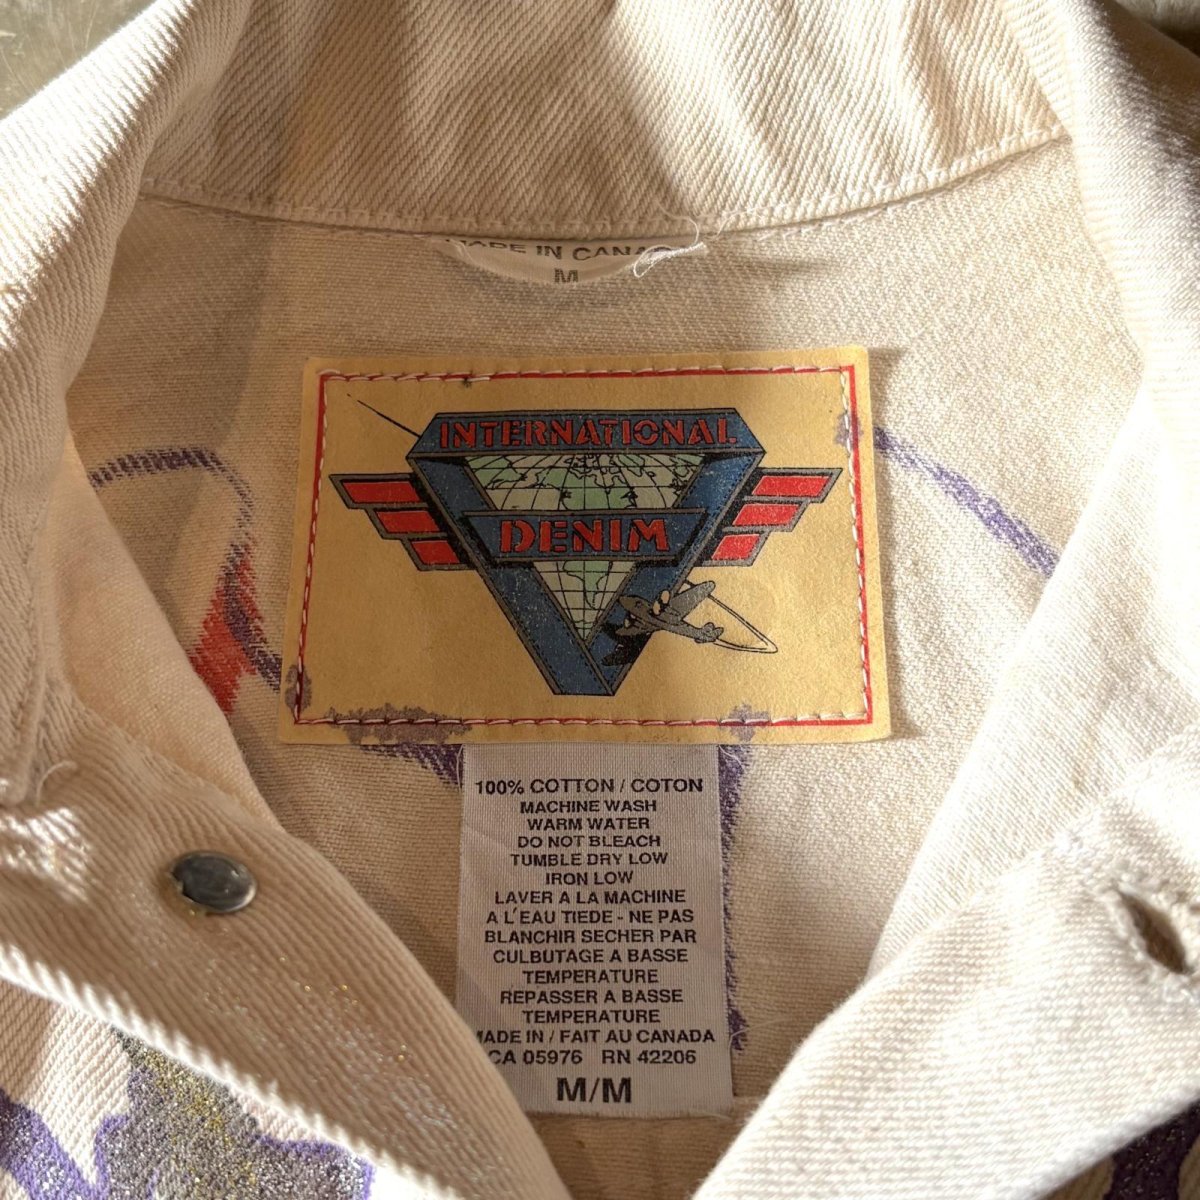 MADE IN CANADA
M
INTERNATIONAL
DENIM
100% COTTON / COTON
MACHINE WASH
WARM WATER
DO NOT BLEACH
TUMBLE DRY LOW
IRON LOW
LAVER A LA MACHINE
A L'EAU TIEDE - NE PAS
BLANCHIR SECHER PAR
CULBUTAGE A BASSE
TEMPERATURE
REPASSER A BASSE
TEMPERATURE
MADE IN / FAIT AU CANADA
CA 05976 RN 42206
M/M